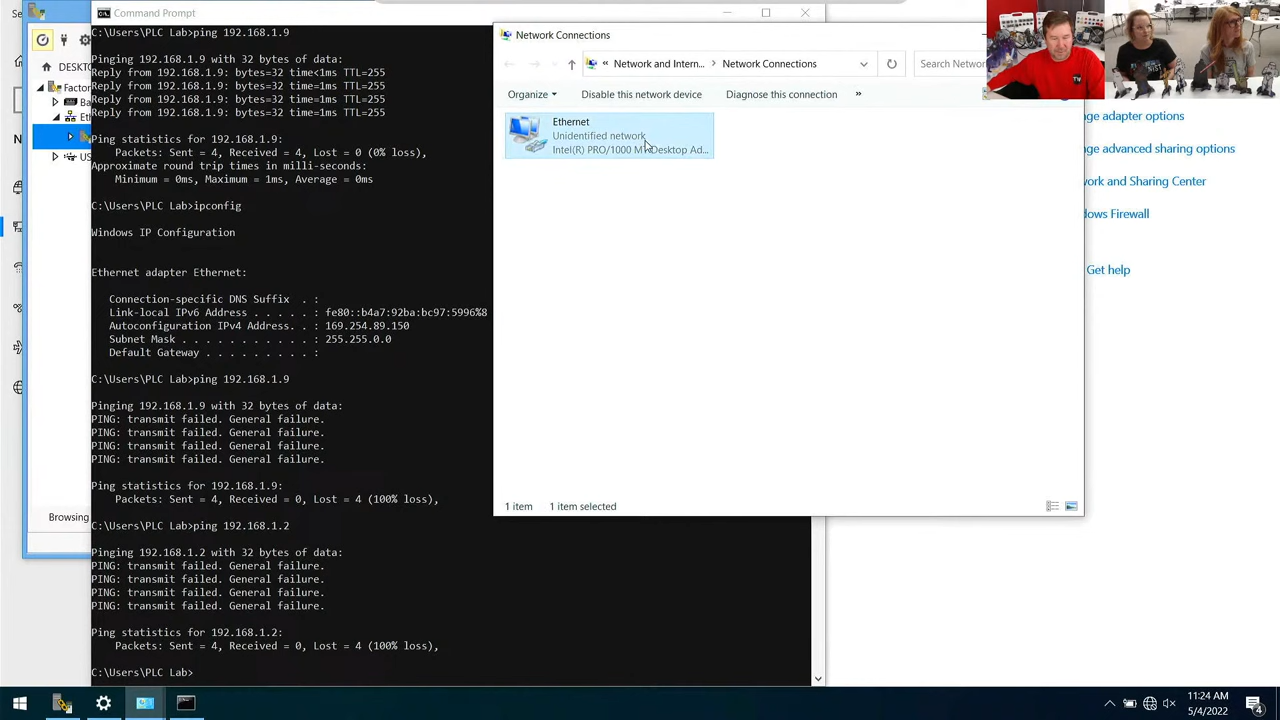 Command Prompt
C:\Users\PLC Lab>ping 192.168.1.9
Pinging 192.168.1.9 with 32 bytes of data:
Reply from 192.168.1.9: bytes=32 time<1ms TTL=255
Reply from 192.168.1.9: bytes=32 time=1ms TTL=255
Reply from 192.168.1.9: bytes=32 time=1ms TTL=255
Reply from 192.168.1.9: bytes=32 time=1ms TTL=255
Ping statistics for 192.168.1.9:
Packets: Sent = 4, Received = 4, Lost = 0 (0% loss),
Approximate round trip times in milli-seconds:
Minimum = 0ms, Maximum = 1ms, Average = 0ms
C:\Users\PLC Lab>ipconfig
Windows IP Configuration
Ethernet adapter Ethernet:
Connection-specific DNS Suffix . :
Link-local IPv6 Address . . . . . : fe80::b4a7:92ba:bc97:5996%8
Autoconfiguration IPv4 Address. . : 169.254.89.150
Subnet Mask . . . . . . . . . . . : 255.255.0.0
Default Gateway . . . . . . . . . :
C:\Users\PLC Lab>ping 192.168.1.9
Pinging 192.168.1.9 with 32 bytes of data:
PING: transmit failed. General failure.
PING: transmit failed. General failure.
PING: transmit failed. General failure.
PING: transmit failed. General failure.
Ping statistics for 192.168.1.9:
Packets: Sent = 4, Received = 0, Lost = 4 (100% loss),
C:\Users\PLC Lab>ping 192.168.1.2
Pinging 192.168.1.2 with 32 bytes of data:
PING: transmit failed. General failure.
PING: transmit failed. General failure.
PING: transmit failed. General failure.
PING: transmit failed. General failure.
Ping statistics for 192.168.1.2:
Packets: Sent = 4, Received = 0, Lost = 4 (100% loss),
C:\Users\PLC Lab>
DESKTO
Factor
Ba
Eth
US
Browsing
Network Connections
« Network and Intern... > Network Connections
Search Netwo
Organize
Disable this network device
Diagnose this connection
»
Ethernet
Unidentified network
Intel(R) PRO/1000 M Desktop Ad...
1 item
1 item selected
nge adapter options
nge advanced sharing options
work and Sharing Center
dows Firewall
Get help
11:24 AM
5/4/2022
4